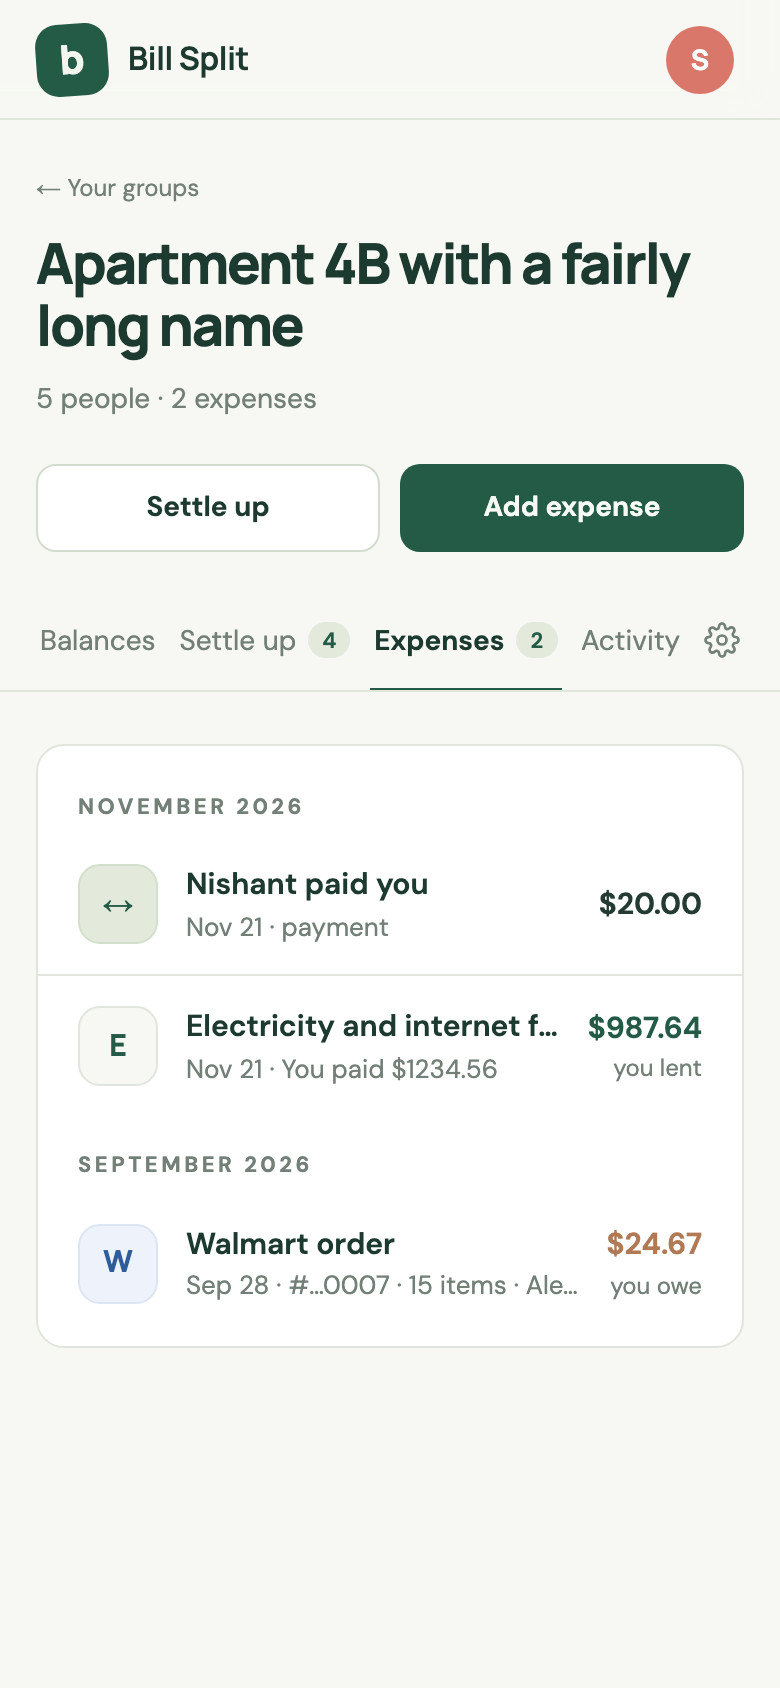 b Bill Split S
← Your groups
Apartment 4B with a fairly
long name
5 people · 2 expenses
Settle up Add expense
Balances Settle up 4 Expenses 2 Activity
NOVEMBER 2026
↔ Nishant paid you $20.00
Nov 21 · payment
E Electricity and internet f... $987.64
Nov 21 · You paid $1234.56 you lent
SEPTEMBER 2026
W Walmart order $24.67
Sep 28 · #...0007 · 15 items · Ale... you owe